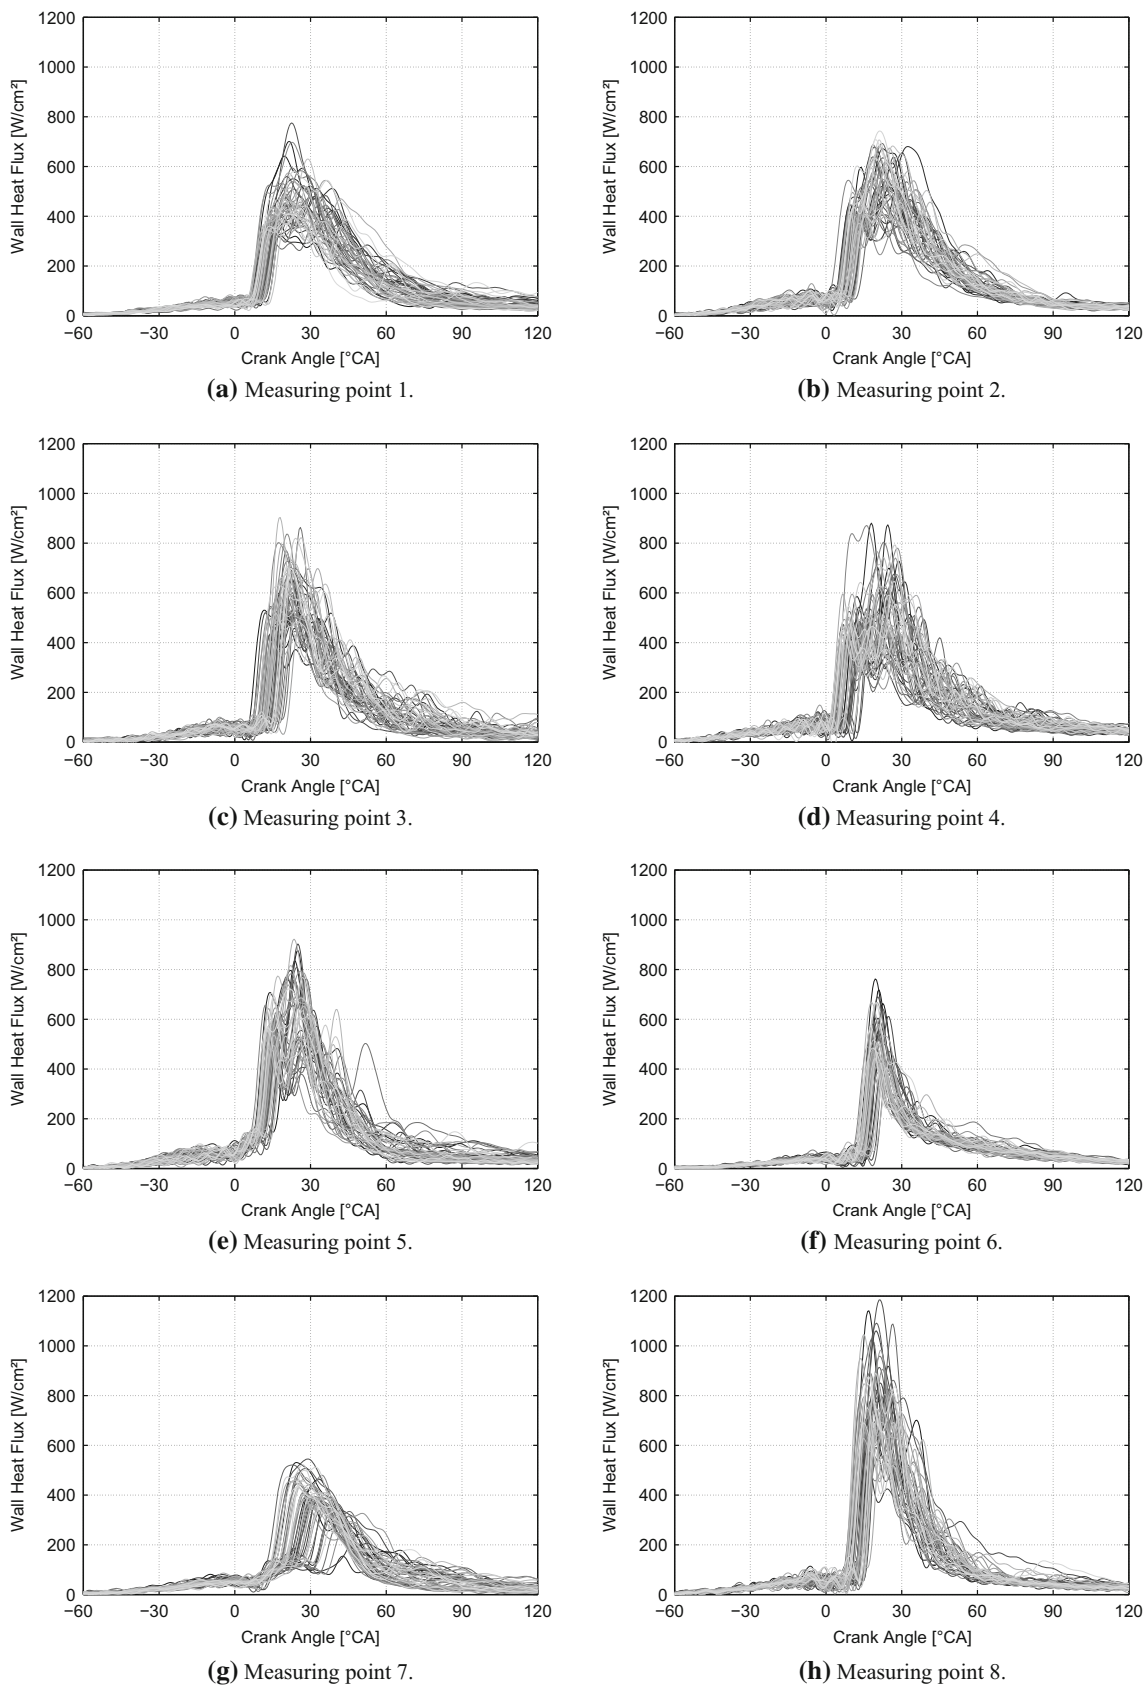 1200
1000
800
600
400
200
0
Wall Heat Flux [W/cm²]
−60 −30 0 30 60 90 120
Crank Angle [°CA]
(a) Measuring point 1.
1200
1000
800
600
400
200
0
Wall Heat Flux [W/cm²]
−60 −30 0 30 60 90 120
Crank Angle [°CA]
(b) Measuring point 2.
1200
1000
800
600
400
200
0
Wall Heat Flux [W/cm²]
−60 −30 0 30 60 90 120
Crank Angle [°CA]
(c) Measuring point 3.
1200
1000
800
600
400
200
0
Wall Heat Flux [W/cm²]
−60 −30 0 30 60 90 120
Crank Angle [°CA]
(d) Measuring point 4.
1200
1000
800
600
400
200
0
Wall Heat Flux [W/cm²]
−60 −30 0 30 60 90 120
Crank Angle [°CA]
(e) Measuring point 5.
1200
1000
800
600
400
200
0
Wall Heat Flux [W/cm²]
−60 −30 0 30 60 90 120
Crank Angle [°CA]
(f) Measuring point 6.
1200
1000
800
600
400
200
0
Wall Heat Flux [W/cm²]
−60 −30 0 30 60 90 120
Crank Angle [°CA]
(g) Measuring point 7.
1200
1000
800
600
400
200
0
Wall Heat Flux [W/cm²]
−60 −30 0 30 60 90 120
Crank Angle [°CA]
(h) Measuring point 8.